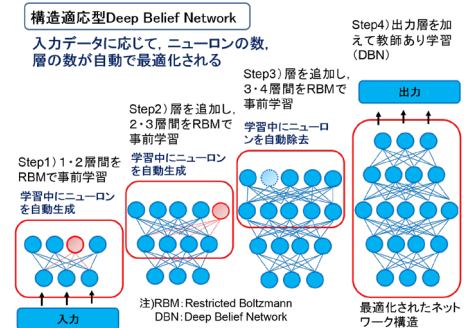 構造適応型Deep Belief Network
入力データに応じて，ニューロンの数，
層の数が自動で最適化される
Step1）1・2層間を
RBMで事前学習
学習中にニューロン
を自動生成
入力
Step2）層を追加し，
2・3層間をRBMで
事前学習
学習中にニューロン
を自動生成
Step3）層を追加し，
3・4層間をRBMで
事前学習
学習中にニューロ
ンを自動除去
Step4）出力層を加
えて教師あり学習
（DBN）
出力
最適化されたネット
ワーク構造
注）RBM：Restricted Boltzmann
DBN：Deep Belief Network